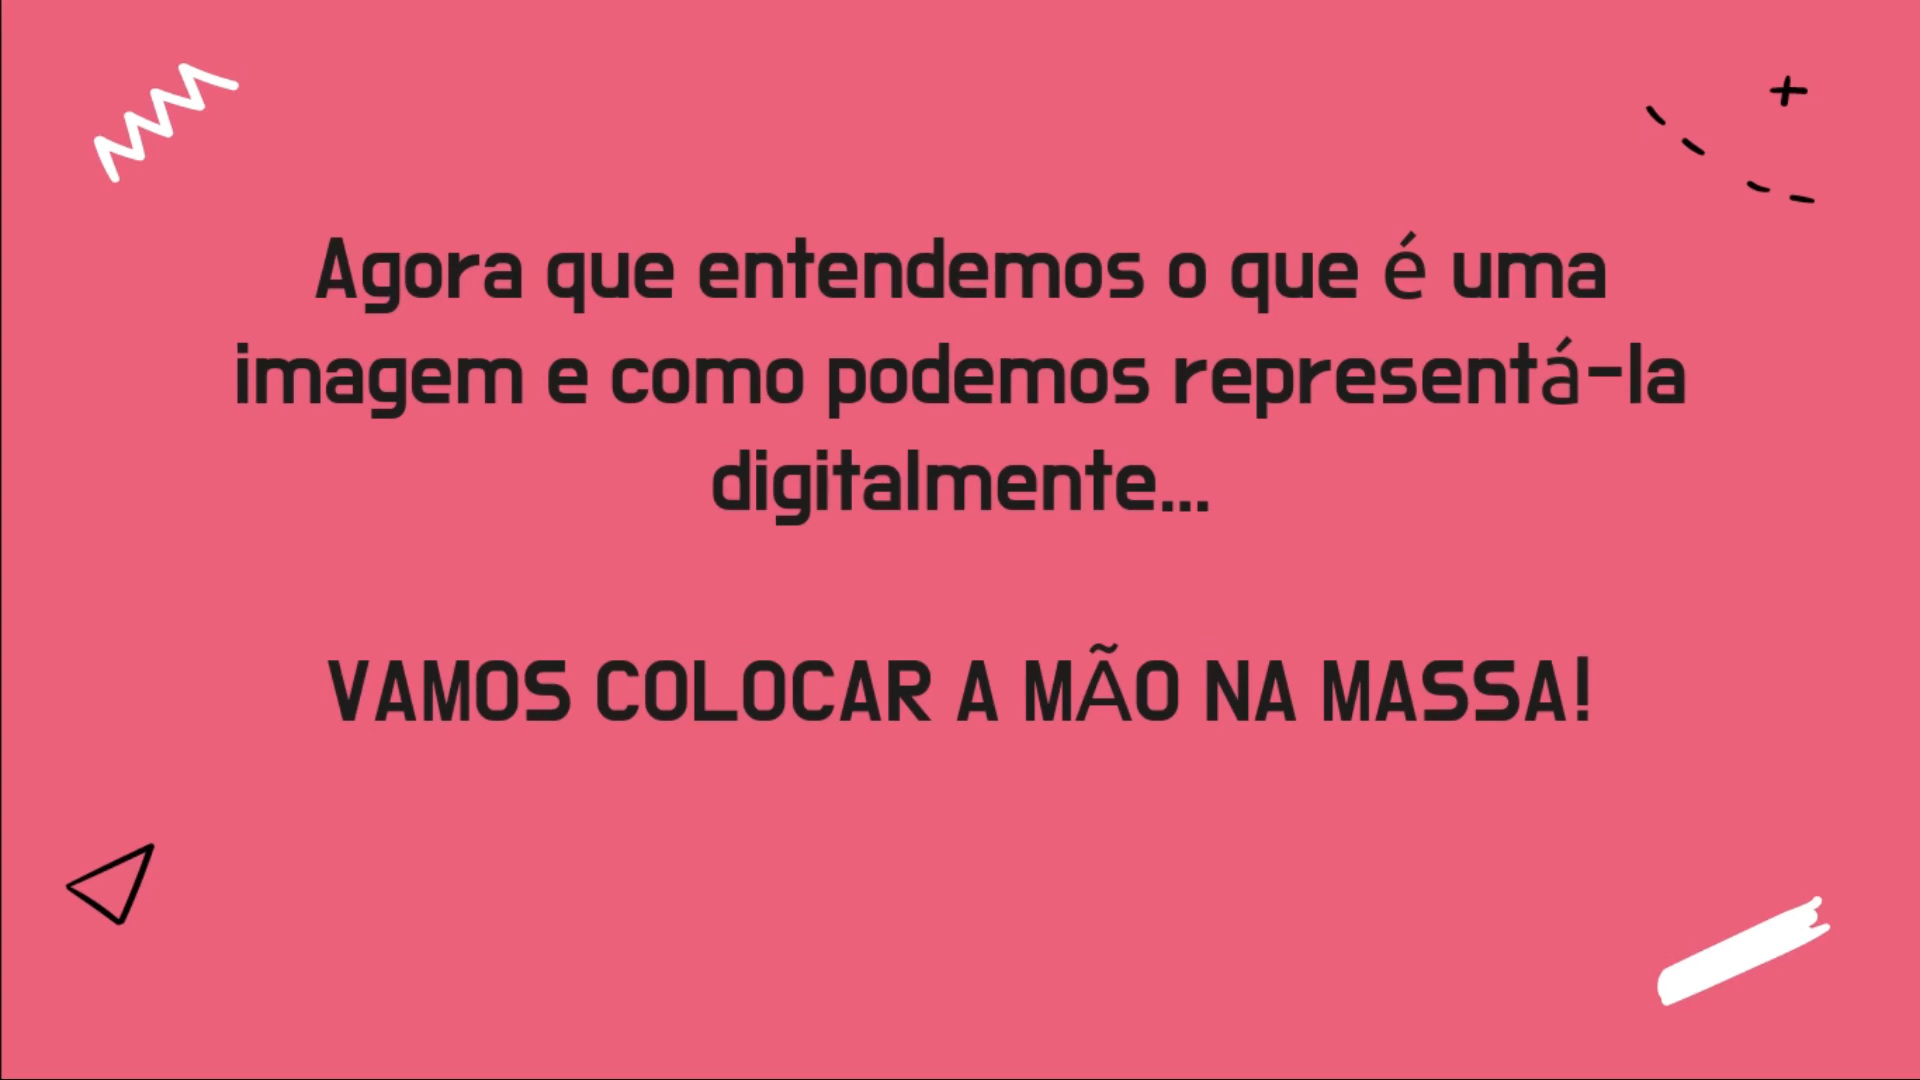 Agora que entendemos o que é uma
imagem e como podemos representá-la
digitalmente...
VAMOS COLOCAR A MÃO NA MASSA!